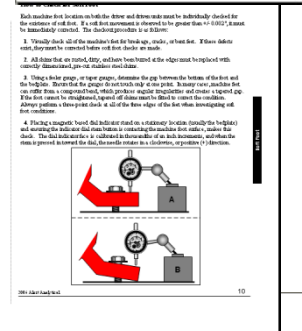 Each machine foot location on both the driver and driven units must be individually checked for
the existence of soft foot. If a soft foot movement is observed to be greater than +/- 0.002", it must
be immediately corrected. The checkout procedure is as follows:
1. Visually check all of the machine's feet for breakage, cracks, or bent feet. If these defects
exist, they must be corrected before soft foot checks are made.
2. All shims that are rusted, dirty, and have been burred at the edges must be replaced with
correctly dimensioned, pre-cut stainless steel shims.
3. Using a feeler gauge, or taper gauges, determine the gap between the bottom of the foot and
the bedplate. Ensure that the gauges do not touch only at one point. In many cases, machine feet
can suffer from a compound bend, which produces angular irregularities and creates a tapered gap.
If the foot cannot be straightened, tapered off shims must be fitted to correct the condition.
Always perform a three-point check at all of the three edges of the feet when investigating soft
foot conditions.
4. Placing a magnetic based dial indicator stand on a stationary location (usually the bedplate)
and ensuring the indicator dial stem button is contacting the machine foot surface, makes this
check. The dial indicator face is calibrated in thousandths of an inch increments, and when the
stem is pressed in toward the dial, the needle rotates in a clockwise, or positive (+) direction.
Soft Foot
A
B
10